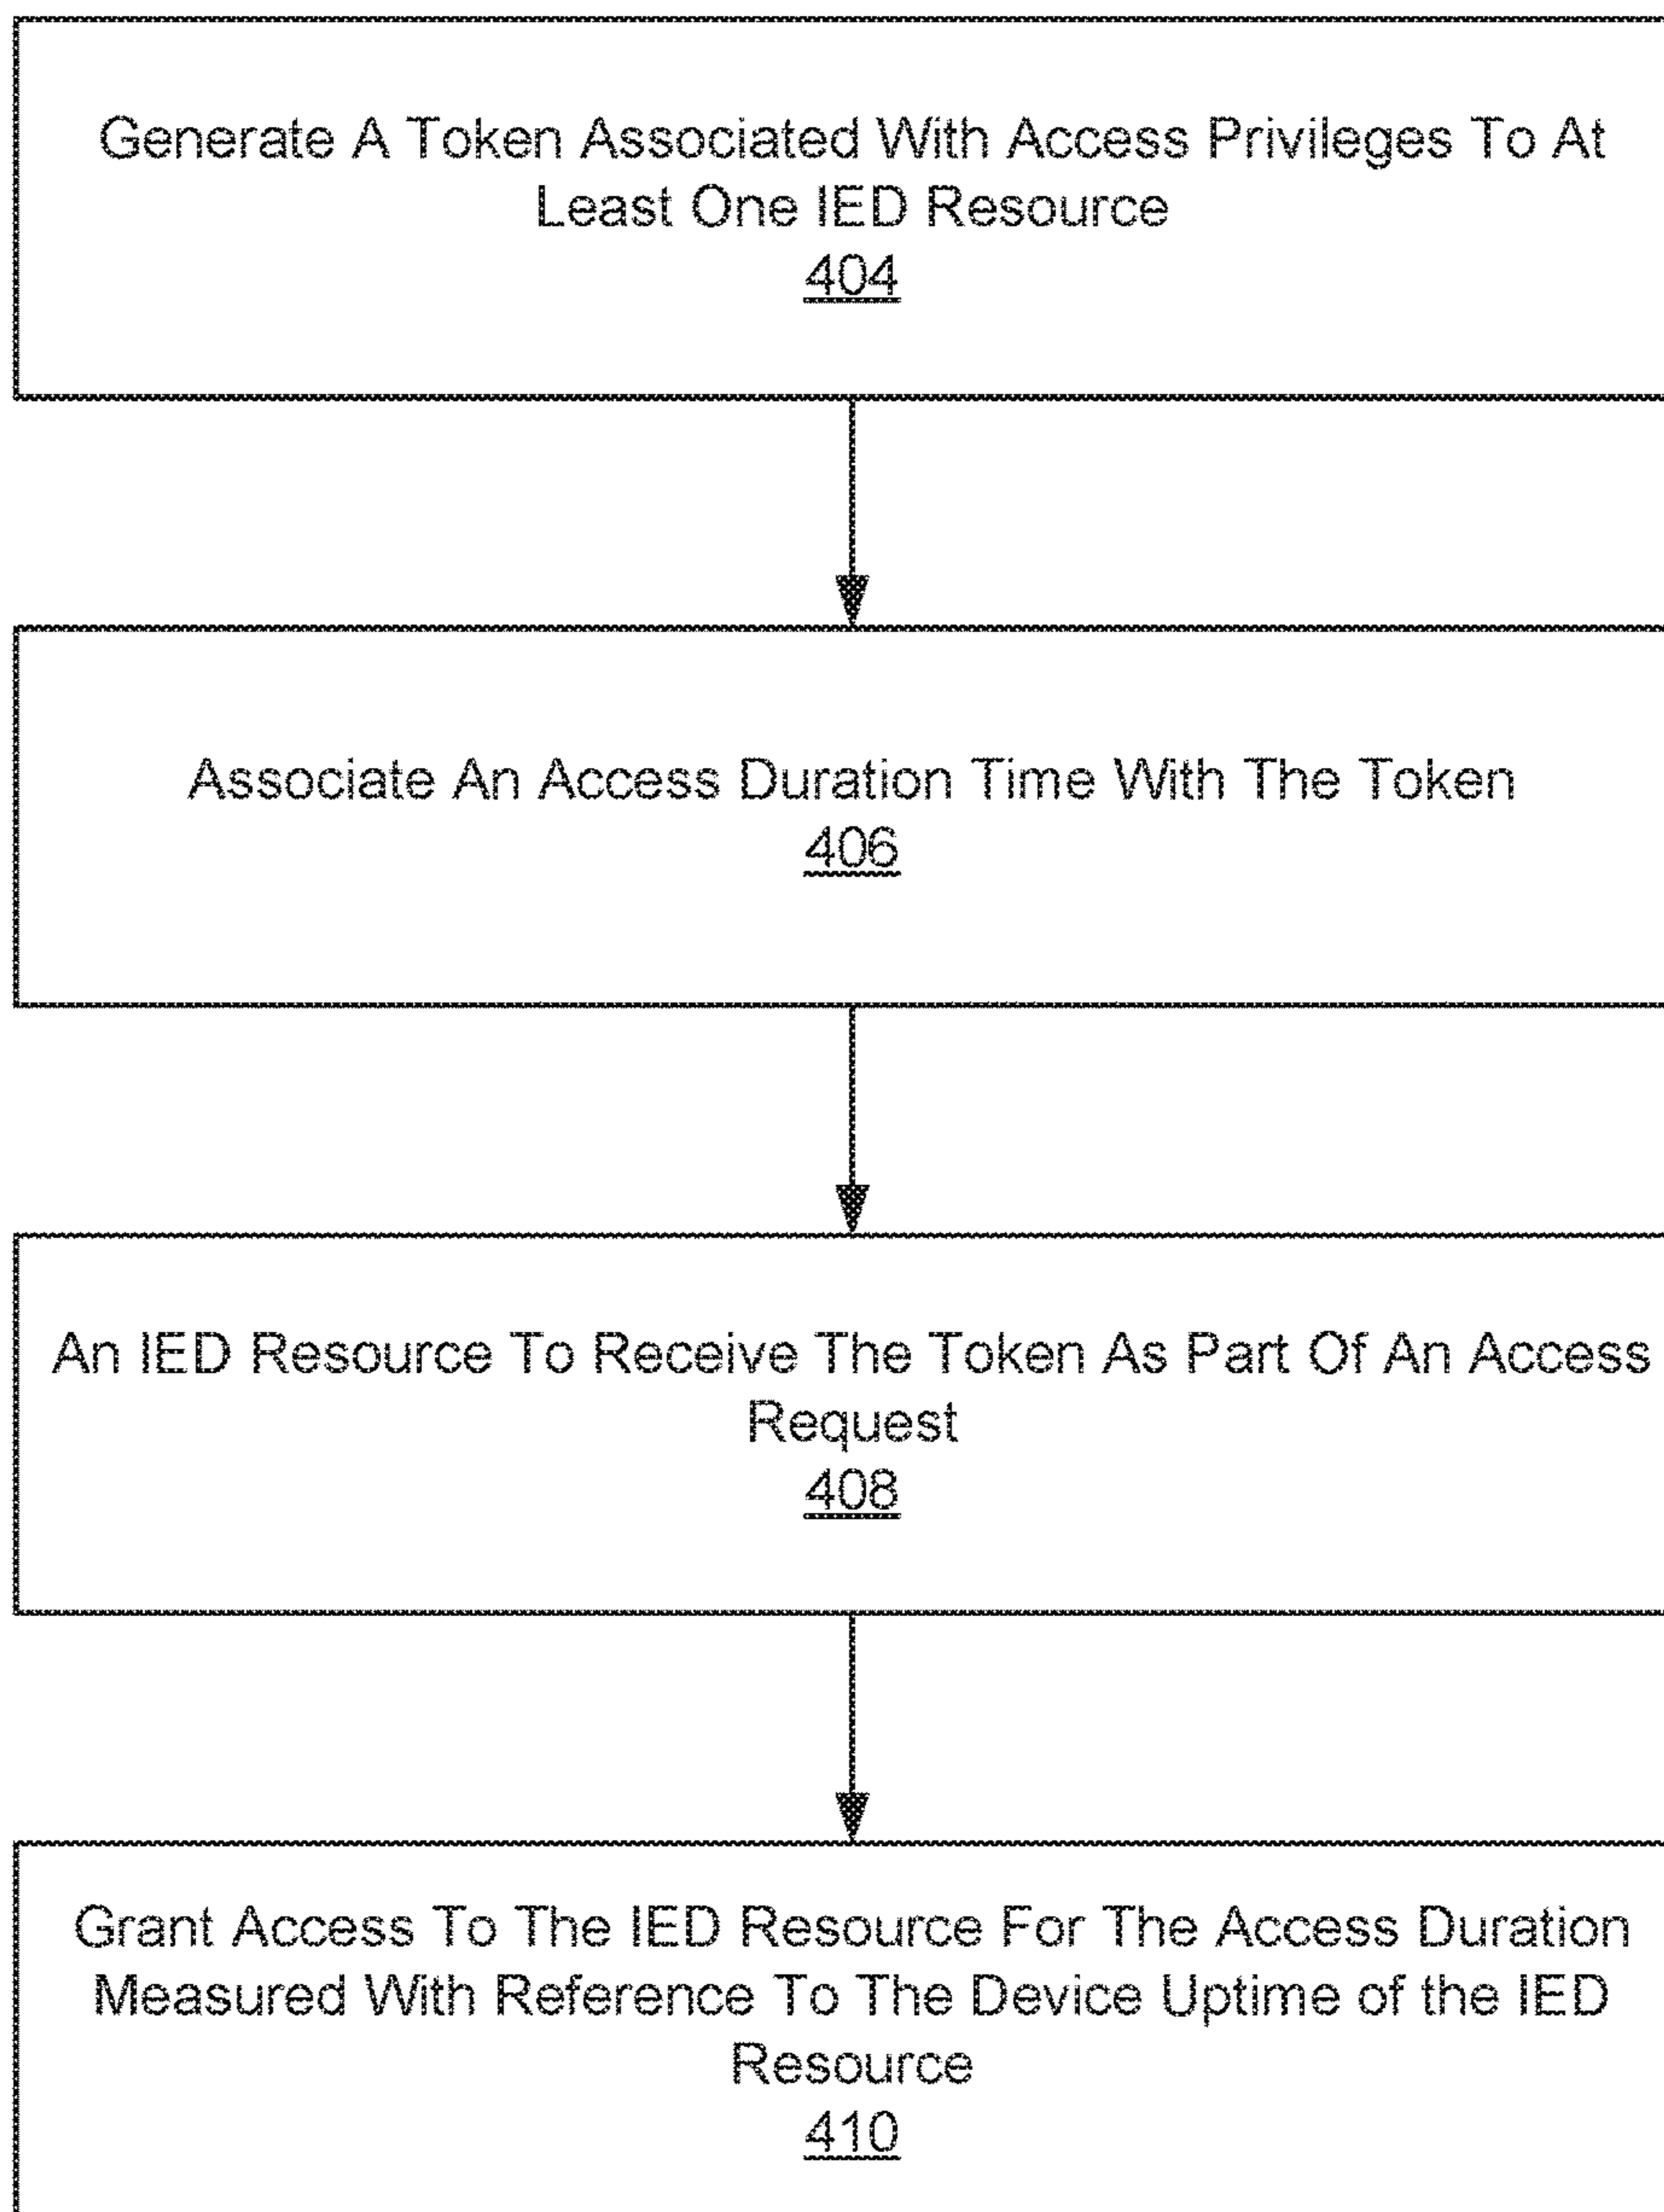 Generate A Token Associated With Access Privileges To At
Least One IED Resource
404
Associate An Access Duration Time With The Token
406
An IED Resource To Receive The Token As Part Of An Access
Request
408
Grant Access To The IED Resource For The Access Duration
Measured With Reference To The Device Uptime of the IED
Resource
410